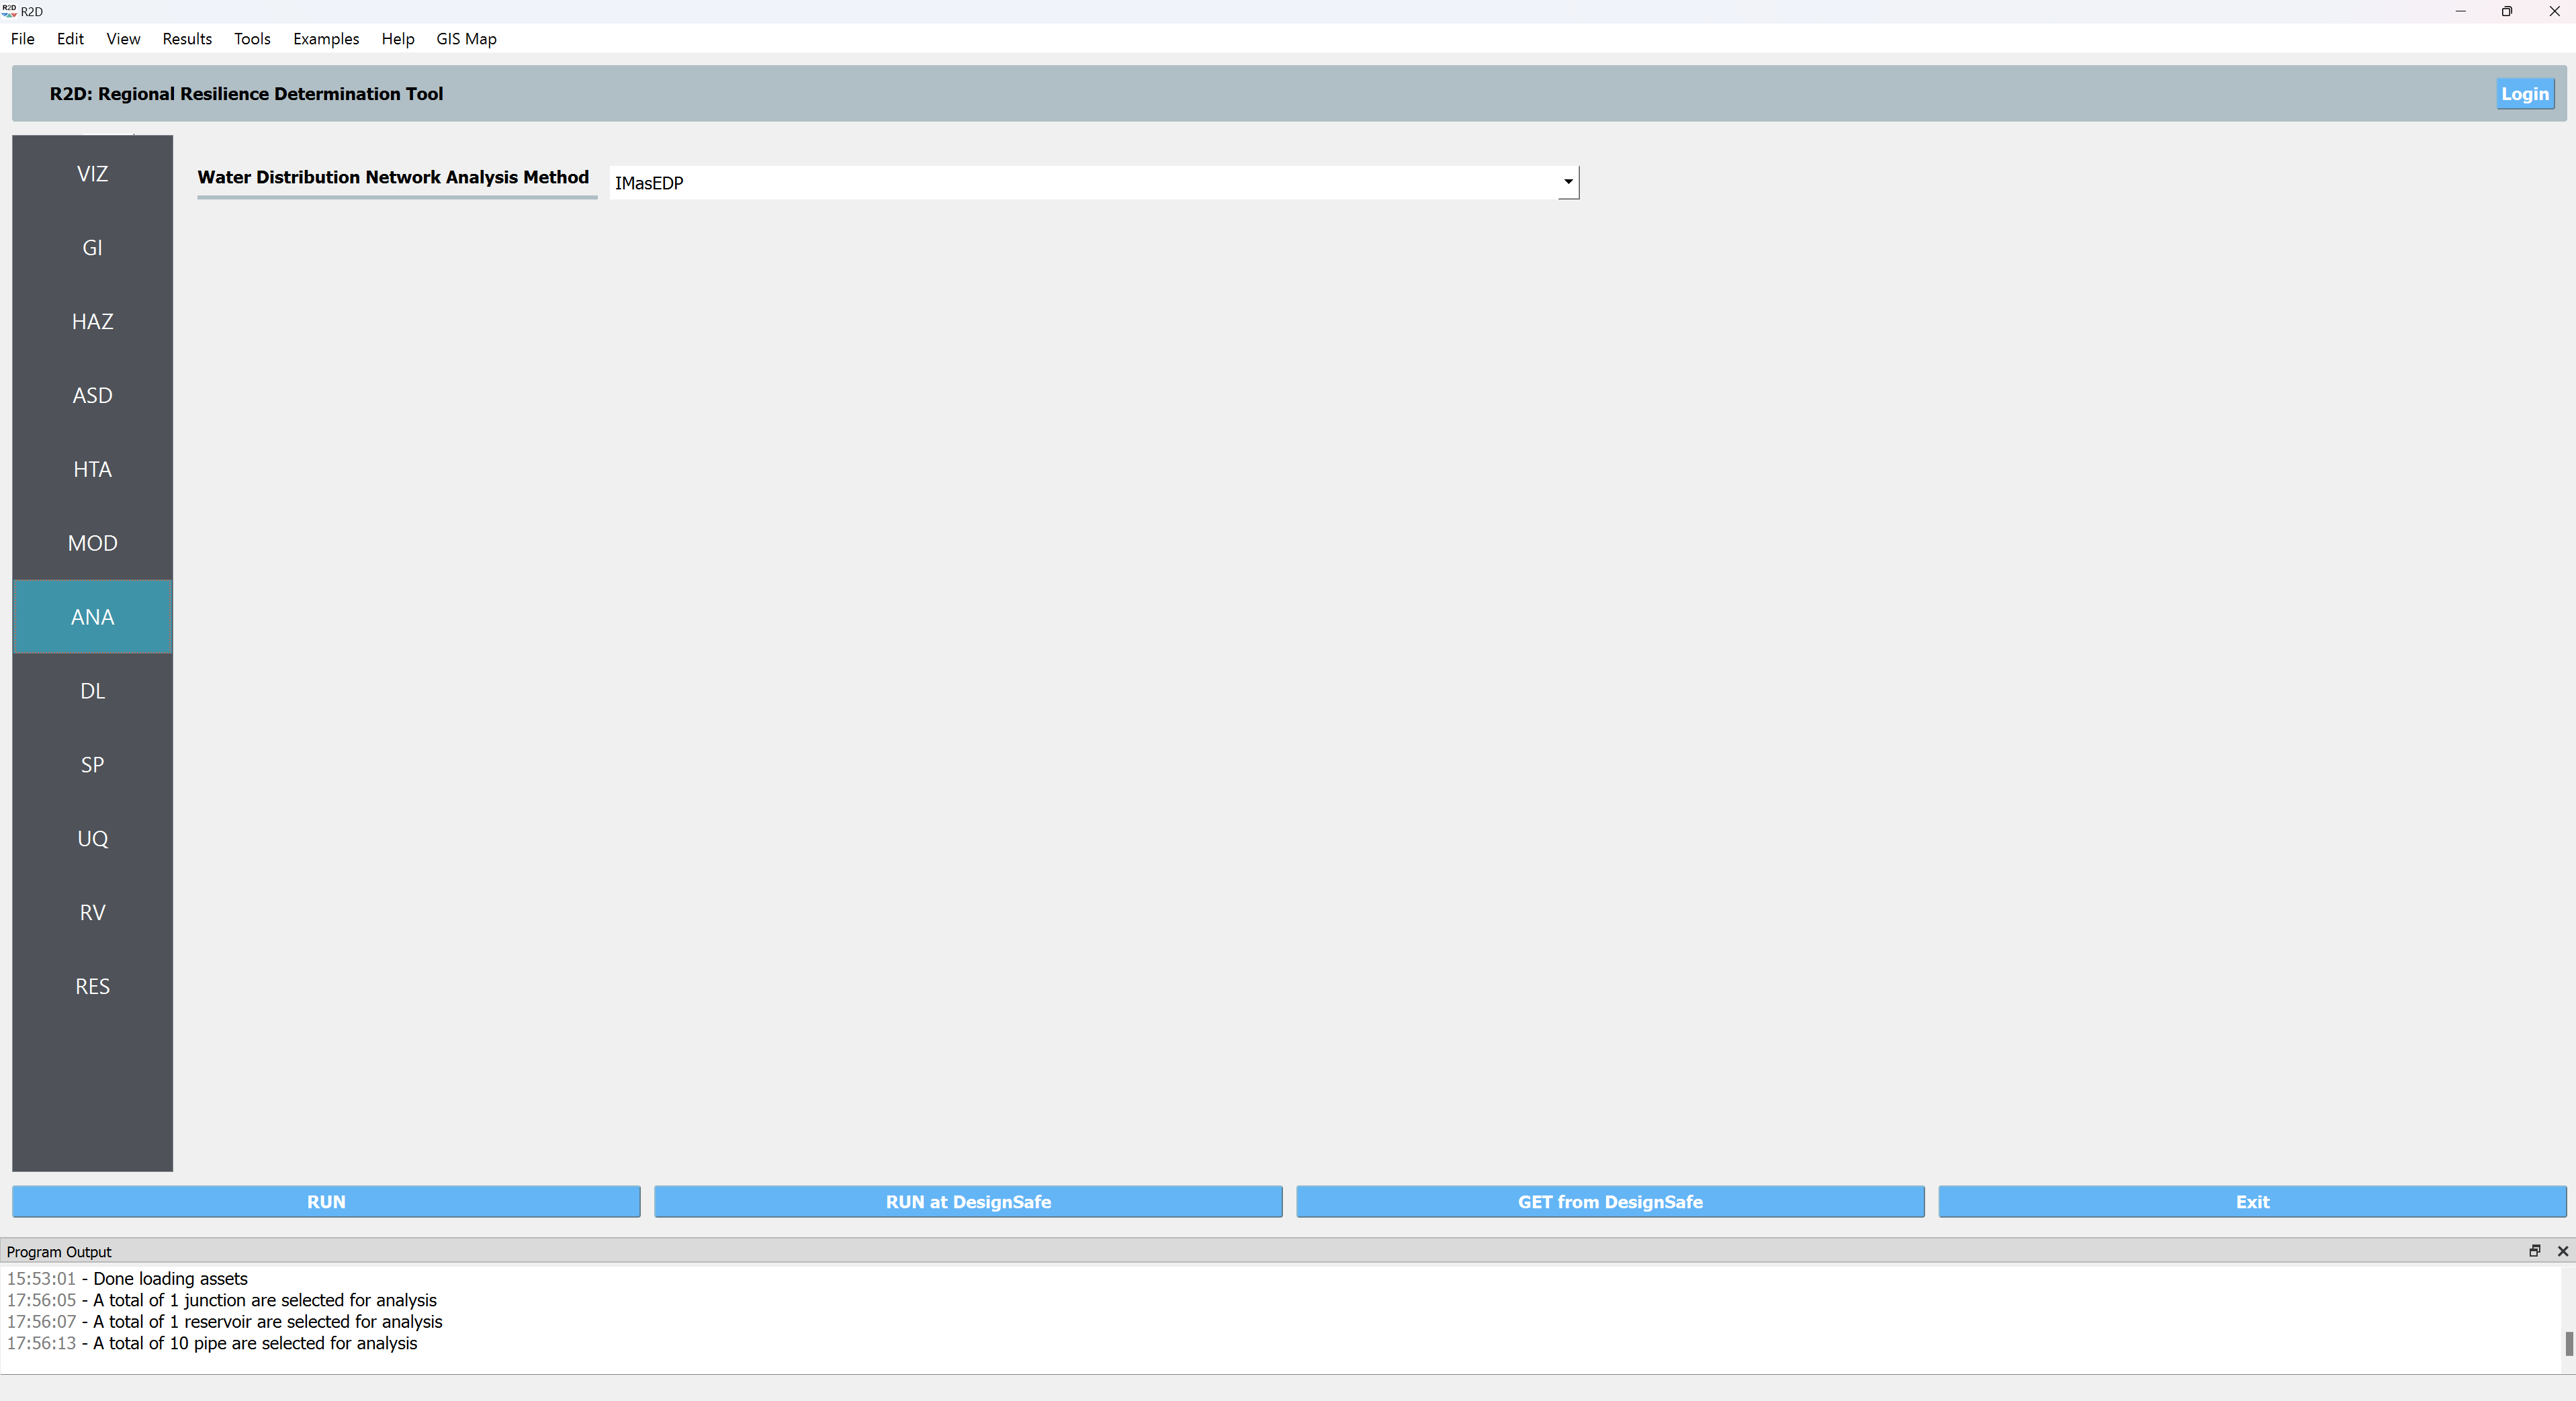 R2D R2D
File Edit View Results Tools Examples Help GIS Map
R2D: Regional Resilience Determination Tool
Login
VIZ
GI
HAZ
ASD
HTA
MOD
ANA
DL
SP
UQ
RV
RES
Water Distribution Network Analysis Method
IMasEDP
RUN
RUN at DesignSafe
GET from DesignSafe
Exit
Program Output
15:53:01 - Done loading assets
17:56:05 - A total of 1 junction are selected for analysis
17:56:07 - A total of 1 reservoir are selected for analysis
17:56:13 - A total of 10 pipe are selected for analysis